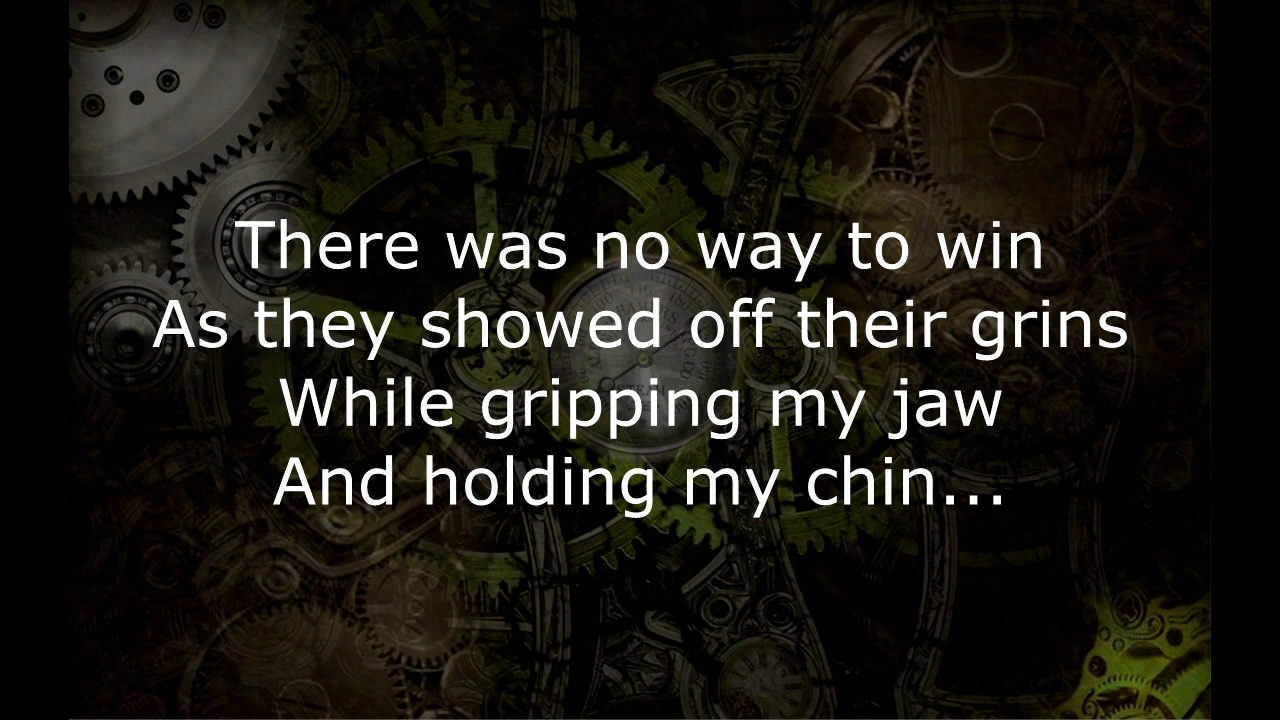 There was no way to win
As they showed off their grins
While gripping my jaw
And holding my chin...